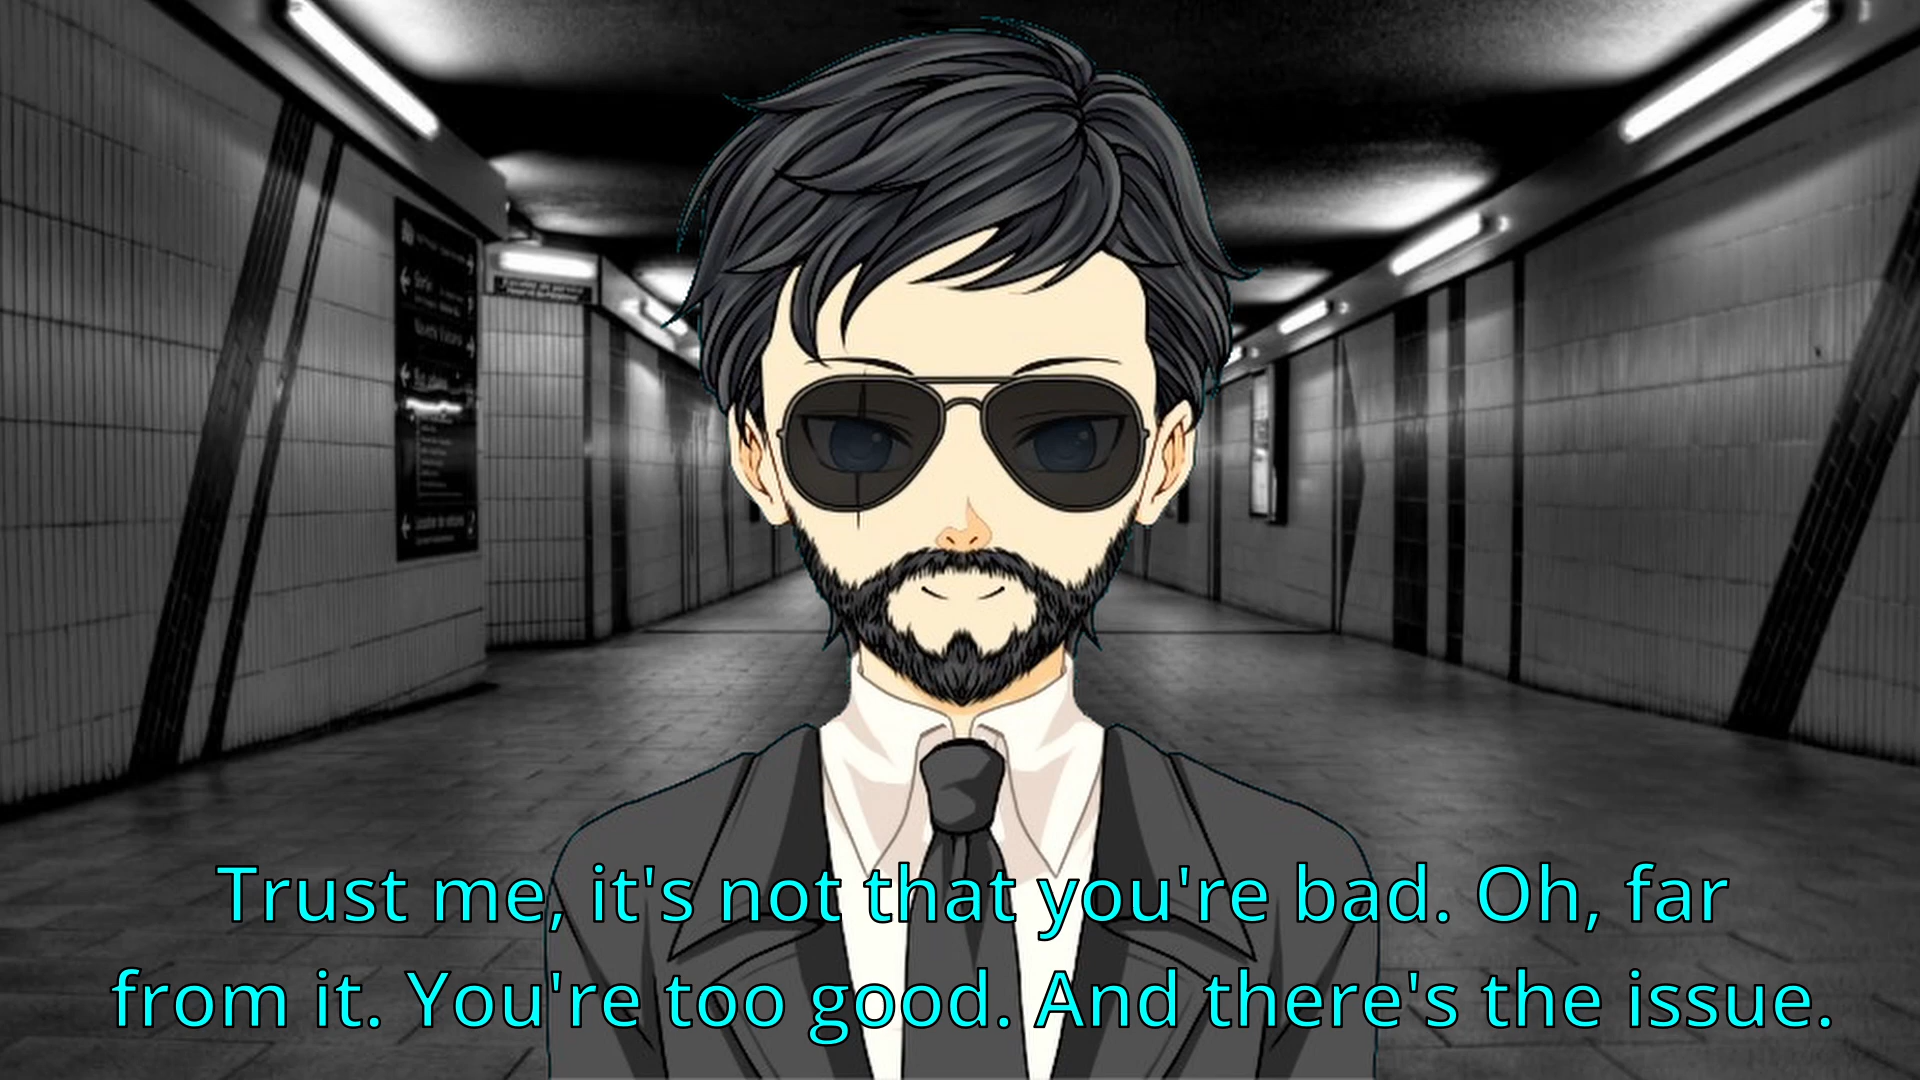 Trust me, it's not that you're bad. Oh, far
from it. You're too good. And there's the issue.